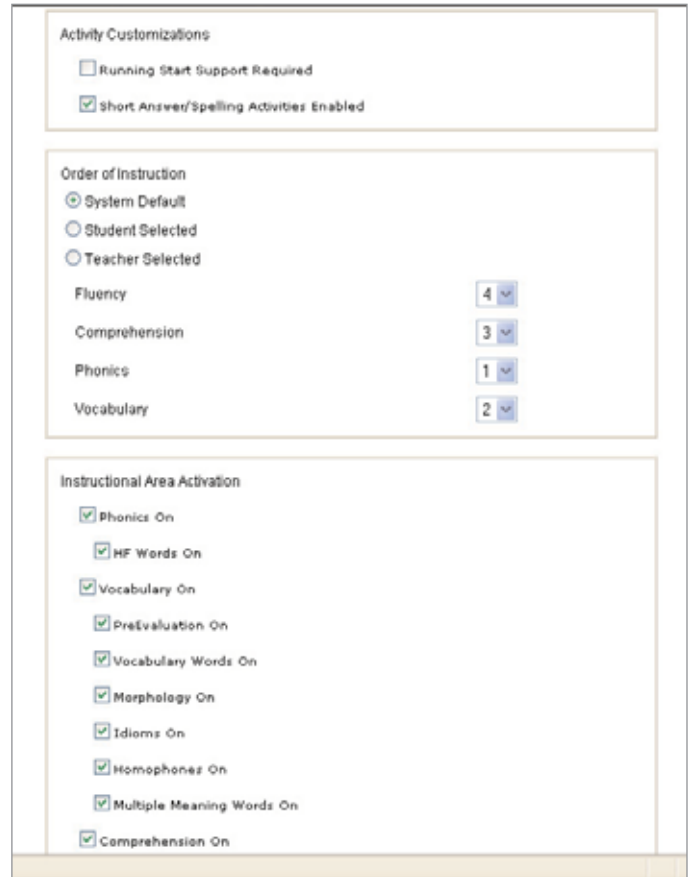 Activity Customizations
Running Start Support Required
Short Answer/Spelling Activities Enabled
Order of Instruction
System Default
Student Selected
Teacher Selected
Fluency 4
Comprehension 3
Phonics 1
Vocabulary 2
Instructional Area Activation
Phonics On
HF Words On
Vocabulary On
PreEvaluation On
Vocabulary Words On
Morphology On
Idioms On
Homophones On
Multiple Meaning Words On
Comprehension On